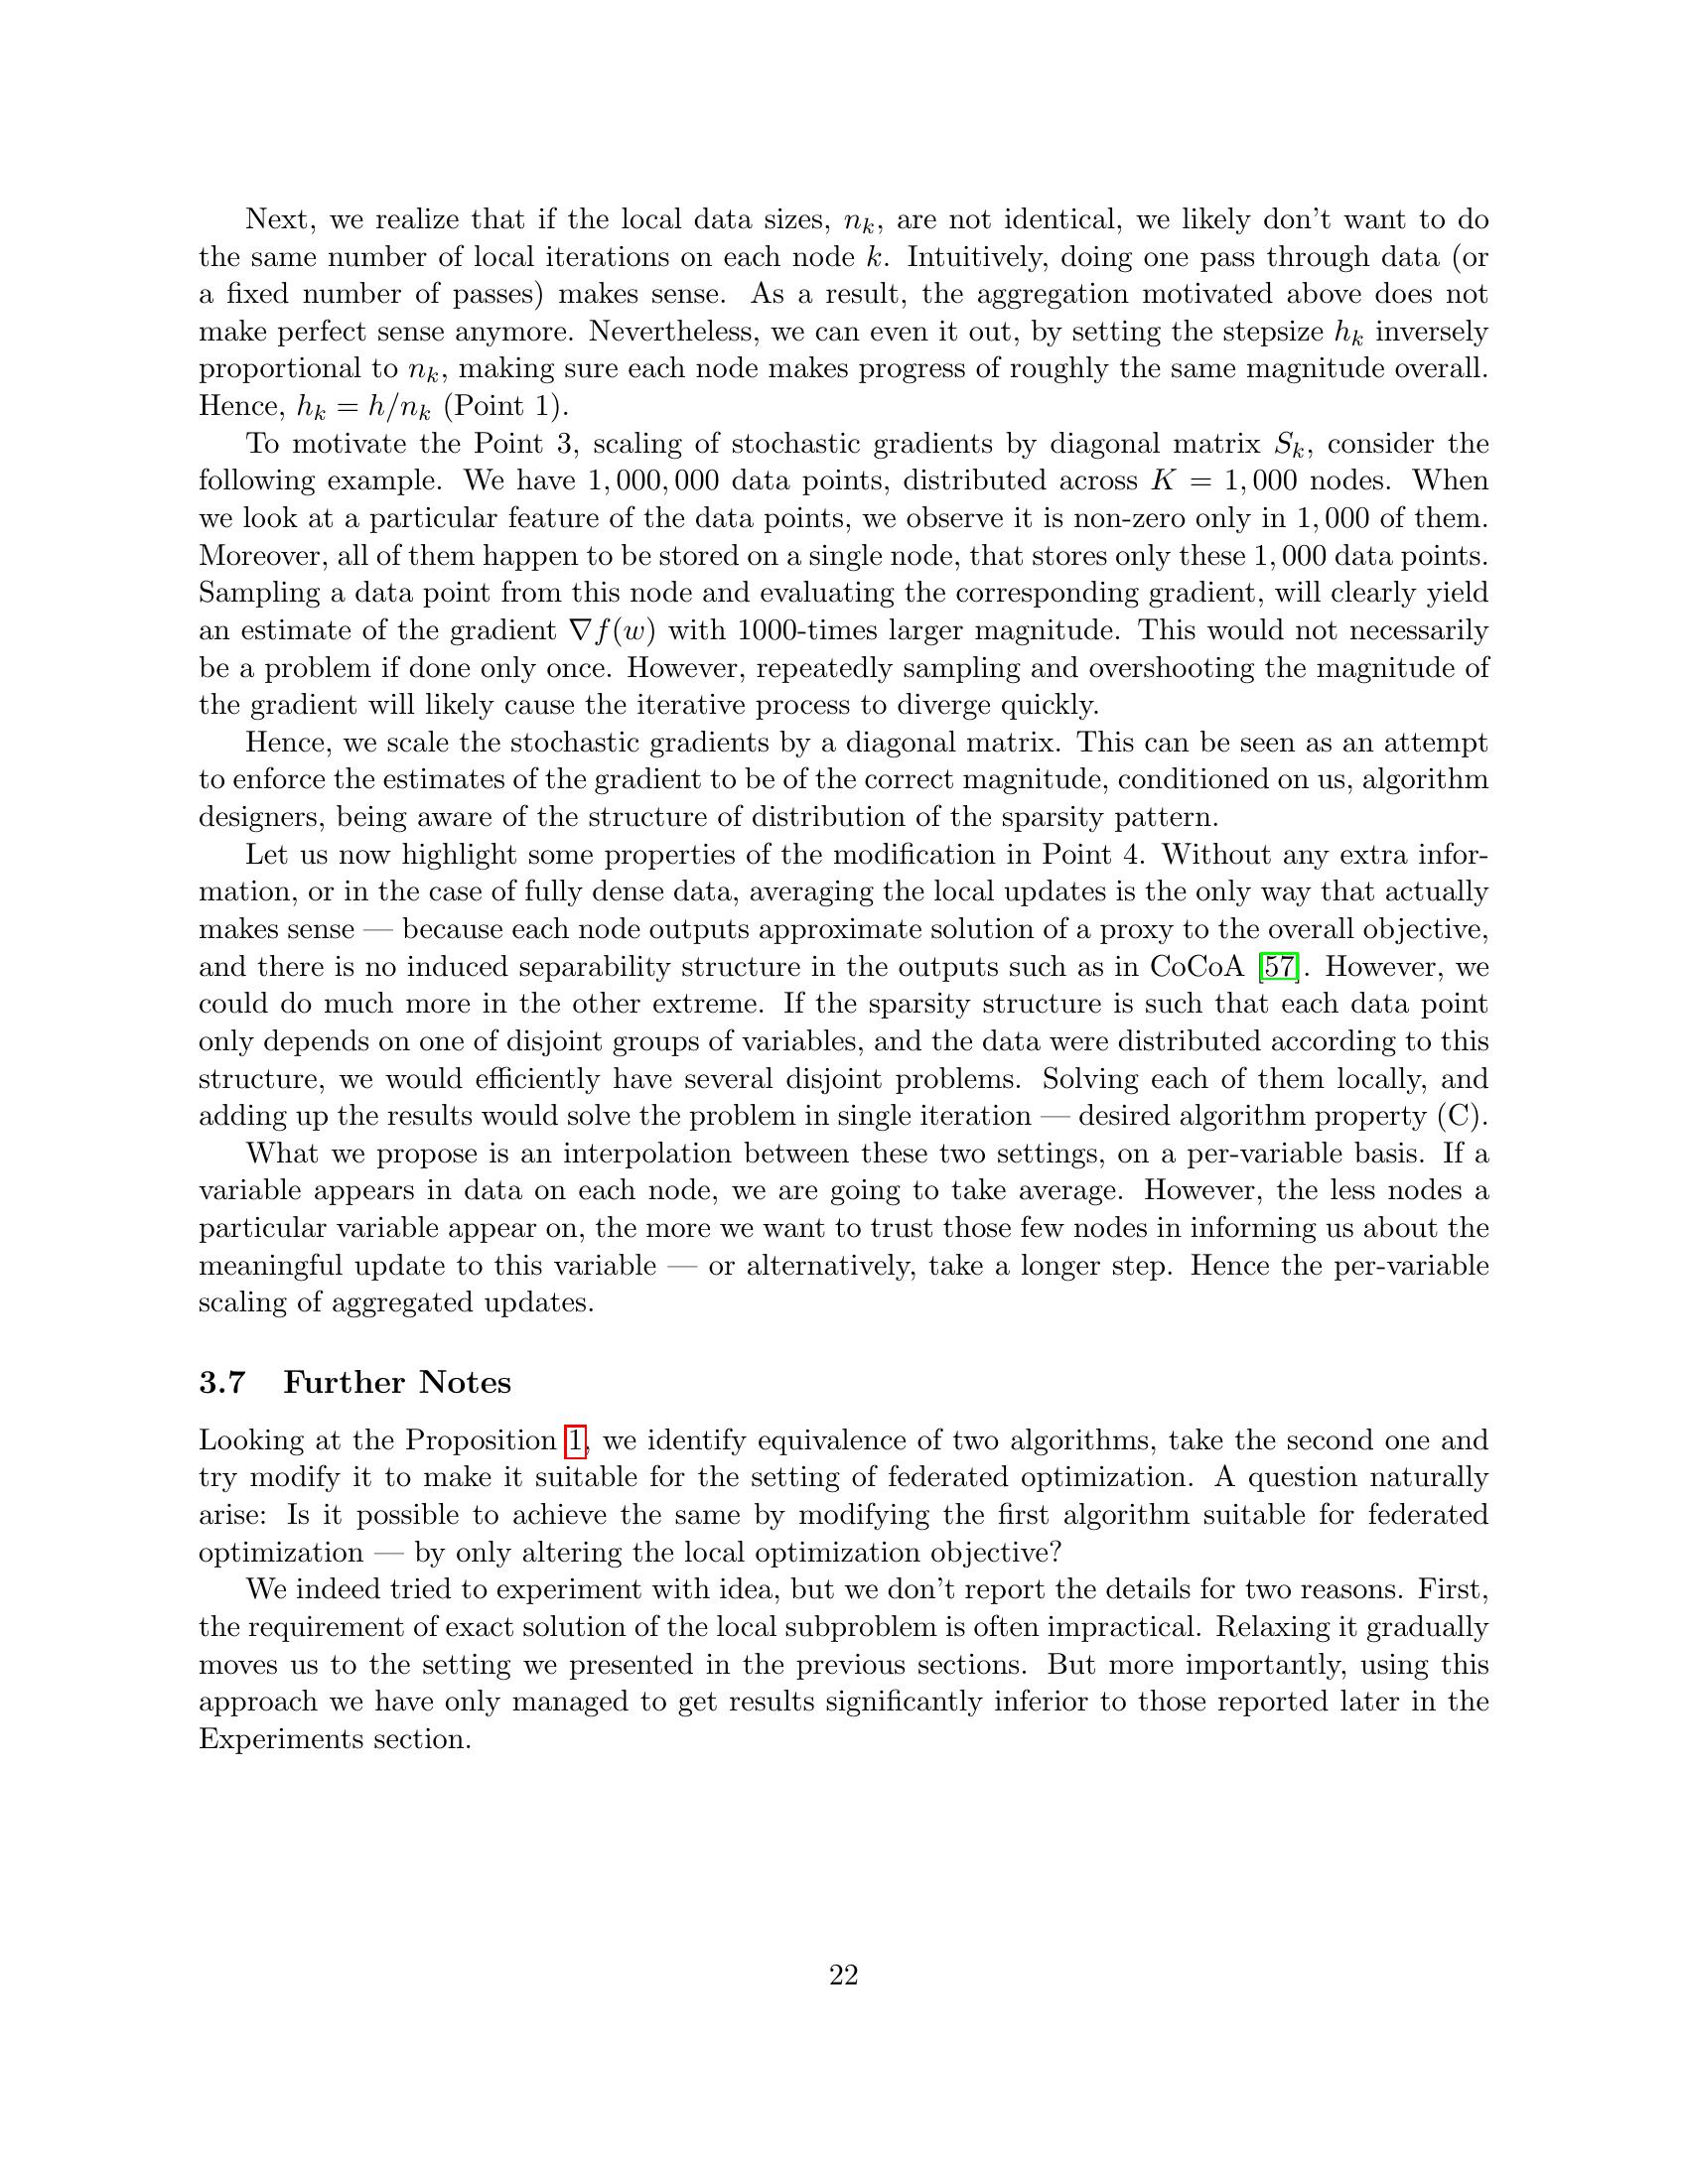 Next, we realize that if the local data sizes, n_k, are not identical, we likely don't want to do
the same number of local iterations on each node k. Intuitively, doing one pass through data (or
a fixed number of passes) makes sense. As a result, the aggregation motivated above does not
make perfect sense anymore. Nevertheless, we can even it out, by setting the stepsize h_k inversely
proportional to n_k, making sure each node makes progress of roughly the same magnitude overall.
Hence, h_k = h/n_k (Point 1).
To motivate the Point 3, scaling of stochastic gradients by diagonal matrix S_k, consider the
following example. We have 1,000,000 data points, distributed across K = 1,000 nodes. When
we look at a particular feature of the data points, we observe it is non-zero only in 1,000 of them.
Moreover, all of them happen to be stored on a single node, that stores only these 1,000 data points.
Sampling a data point from this node and evaluating the corresponding gradient, will clearly yield
an estimate of the gradient ∇f(w) with 1000-times larger magnitude. This would not necessarily
be a problem if done only once. However, repeatedly sampling and overshooting the magnitude of
the gradient will likely cause the iterative process to diverge quickly.
Hence, we scale the stochastic gradients by a diagonal matrix. This can be seen as an attempt
to enforce the estimates of the gradient to be of the correct magnitude, conditioned on us, algorithm
designers, being aware of the structure of distribution of the sparsity pattern.
Let us now highlight some properties of the modification in Point 4. Without any extra infor-
mation, or in the case of fully dense data, averaging the local updates is the only way that actually
makes sense — because each node outputs approximate solution of a proxy to the overall objective,
and there is no induced separability structure in the outputs such as in CoCoA [57]. However, we
could do much more in the other extreme. If the sparsity structure is such that each data point
only depends on one of disjoint groups of variables, and the data were distributed according to this
structure, we would efficiently have several disjoint problems. Solving each of them locally, and
adding up the results would solve the problem in single iteration — desired algorithm property (C).
What we propose is an interpolation between these two settings, on a per-variable basis. If a
variable appears in data on each node, we are going to take average. However, the less nodes a
particular variable appear on, the more we want to trust those few nodes in informing us about the
meaningful update to this variable — or alternatively, take a longer step. Hence the per-variable
scaling of aggregated updates.
3.7 Further Notes
Looking at the Proposition 1, we identify equivalence of two algorithms, take the second one and
try modify it to make it suitable for the setting of federated optimization. A question naturally
arise: Is it possible to achieve the same by modifying the first algorithm suitable for federated
optimization — by only altering the local optimization objective?
We indeed tried to experiment with idea, but we don't report the details for two reasons. First,
the requirement of exact solution of the local subproblem is often impractical. Relaxing it gradually
moves us to the setting we presented in the previous sections. But more importantly, using this
approach we have only managed to get results significantly inferior to those reported later in the
Experiments section.
22